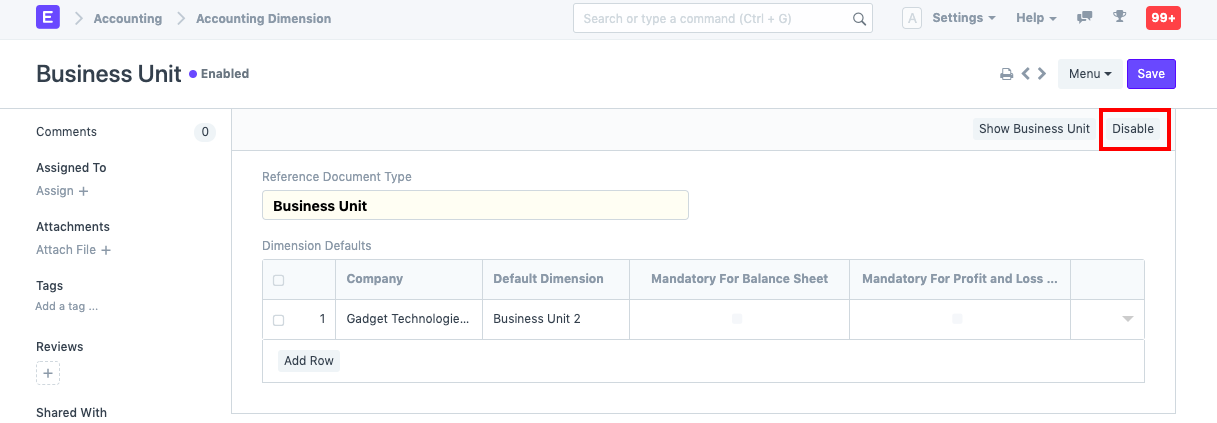 E Accounting Accounting Dimension Search or type a command (Ctrl + G) A Settings Help 99+
Business Unit Enabled Menu Save
Comments 0
Assigned To
Assign +
Attachments
Attach File +
Tags
Add a tag ...
Reviews
+
Shared With
Show Business Unit Disable
Reference Document Type
Business Unit
Dimension Defaults
Company Default Dimension Mandatory For Balance Sheet Mandatory For Profit and Loss ...
1 Gadget Technologie... Business Unit 2
Add Row